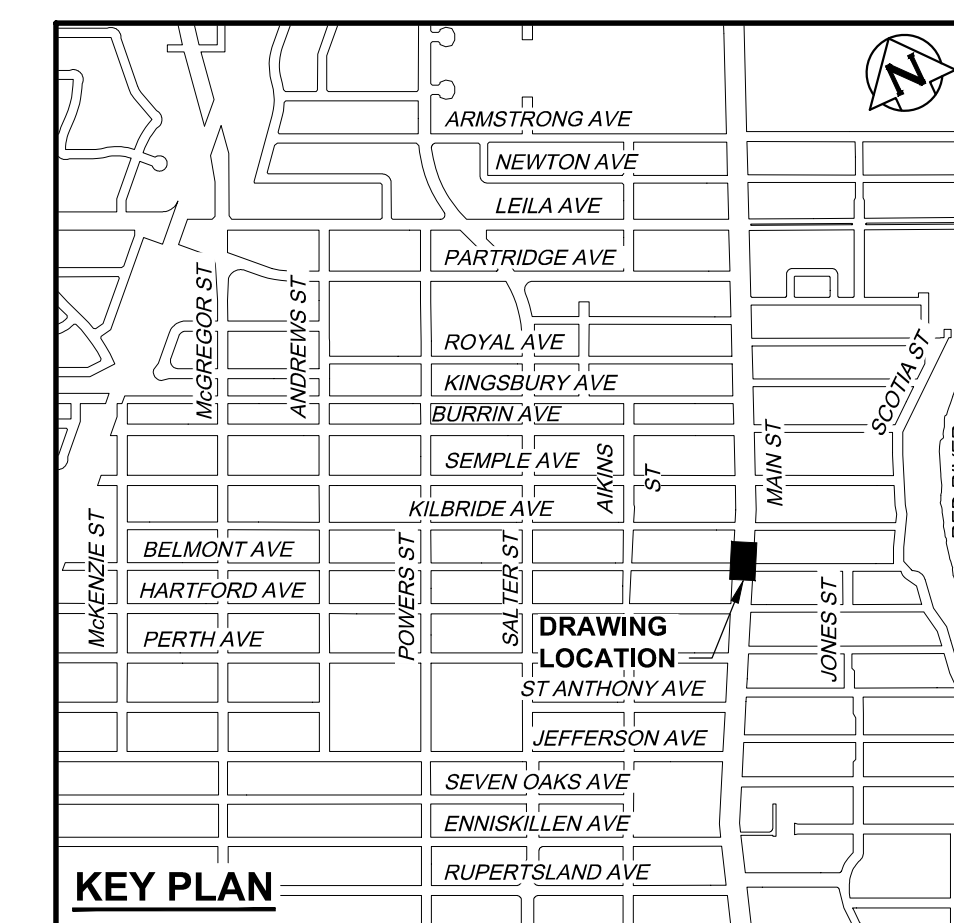 N
ARMSTRONG AVE
NEWTON AVE
LEILA AVE
PARTRIDGE AVE
McGREGOR ST
ANDREWS ST
ROYAL AVE
KINGSBURY AVE
BURRIN AVE
SCOTIA ST
SEMPLE AVE
AIKINS
ST
MAIN ST
RED RIVER
KILBRIDE AVE
McKENZIE ST
BELMONT AVE
POWERS ST
SALTER ST
HARTFORD AVE
JONES ST
PERTH AVE
DRAWING
LOCATION
ST ANTHONY AVE
JEFFERSON AVE
SEVEN OAKS AVE
ENNISKILLEN AVE
RUPERTSLAND AVE
KEY PLAN